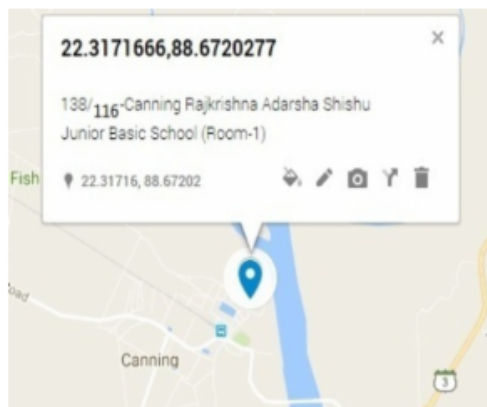 22.3171666,88.6720277
138/116-Canning Rajkrishna Adarsha Shishu
Junior Basic School (Room-1)
22.31716, 88.67202
Fish
oad
Canning
3